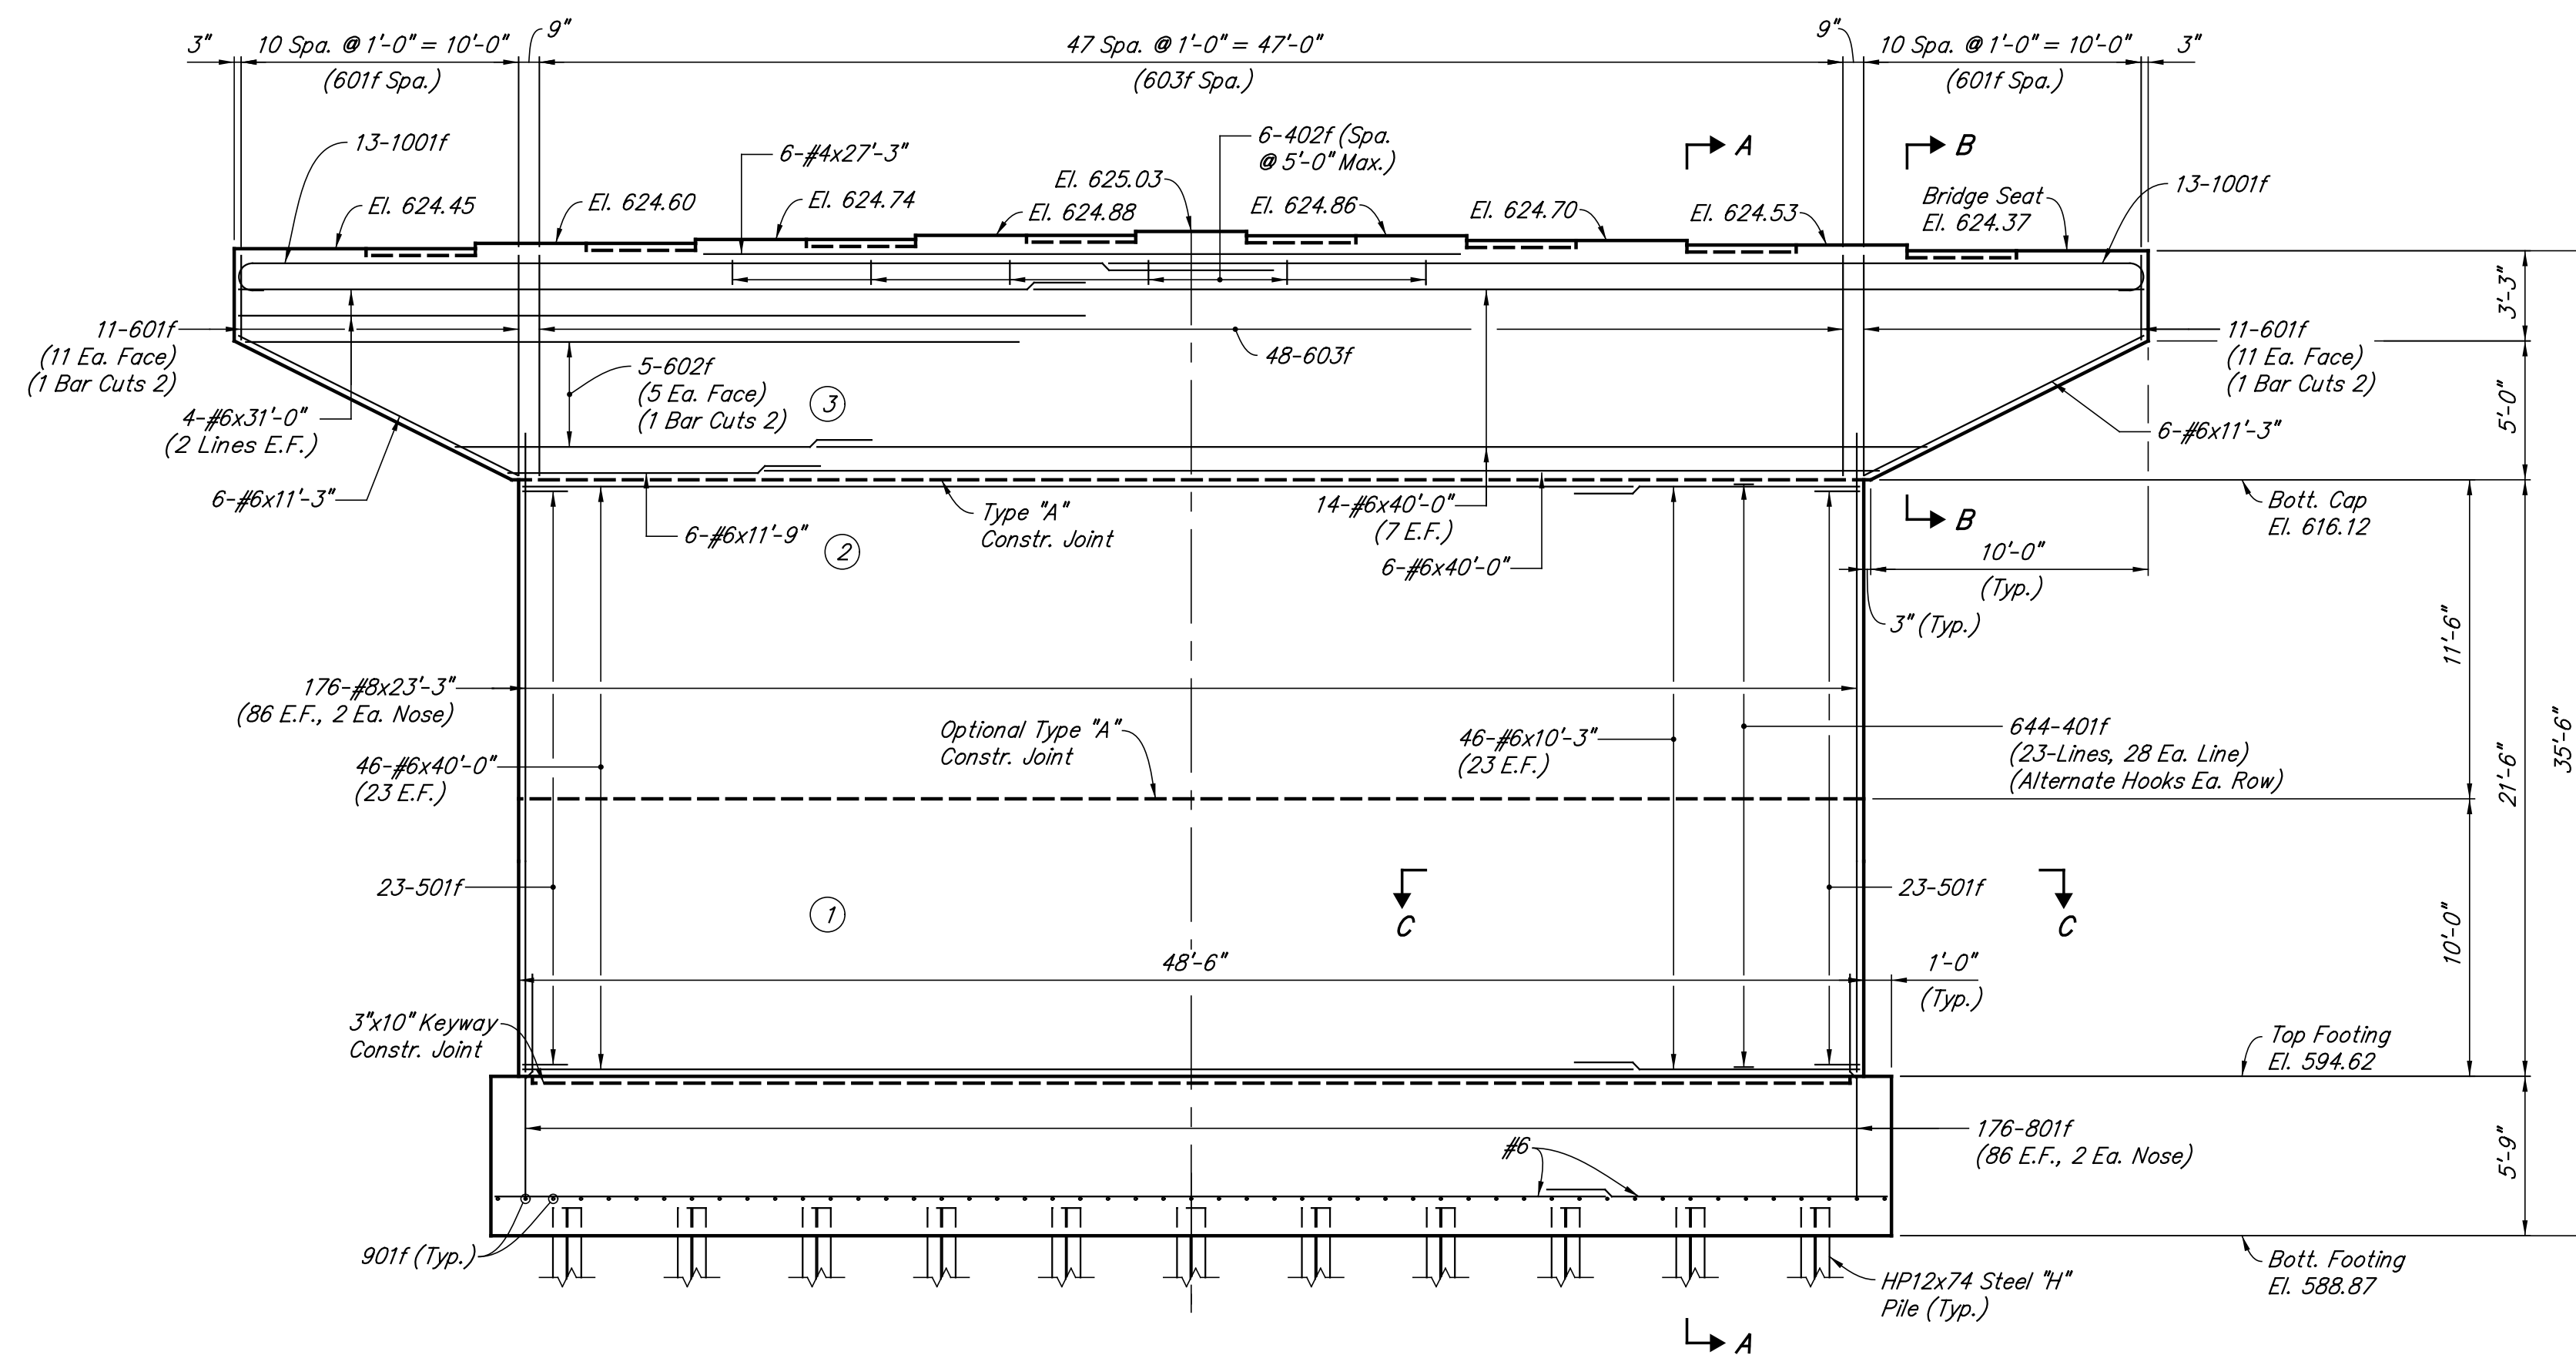 3" 10 Spa. @ 1'-0" = 10'-0" 9" 47 Spa. @ 1'-0" = 47'-0" 9" 10 Spa. @ 1'-0" = 10'-0" 3"
(601f Spa.) (603f Spa.) (601f Spa.)
13-1001f
6-#4x27'-3"
6-402f (Spa.
@ 5'-0" Max.)
A
B
13-1001f
El. 624.45
El. 624.60
El. 624.74
El. 624.88
El. 625.03
El. 624.86
El. 624.70
El. 624.53
Bridge Seat
El. 624.37
3'-3"
11-601f
(11 Ea. Face)
(1 Bar Cuts 2)
5-602f
(5 Ea. Face)
(1 Bar Cuts 2)
3
48-603f
11-601f
(11 Ea. Face)
(1 Bar Cuts 2)
4-#6x31'-0"
(2 Lines E.F.)
6-#6x11'-3"
6-#6x11'-3"
5'-0"
6-#6x11'-9"
2
Type "A"
Constr. Joint
14-#6x40'-0"
(7 E.F.)
6-#6x40'-0"
B
Bott. Cap
El. 616.12
10'-0"
(Typ.)
3" (Typ.)
11'-6"
176-#8x23'-3"
(86 E.F., 2 Ea. Nose)
46-#6x40'-0"
(23 E.F.)
Optional Type "A"
Constr. Joint
46-#6x10'-3"
(23 E.F.)
644-401f
(23-Lines, 28 Ea. Line)
(Alternate Hooks Ea. Row)
21'-6"
35'-6"
23-501f
1
C
23-501f
C
10'-0"
48'-6"
1'-0"
(Typ.)
3"x10" Keyway
Constr. Joint
Top Footing
El. 594.62
#6
176-801f
(86 E.F., 2 Ea. Nose)
5'-9"
901f (Typ.)
HP12x74 Steel "H"
Pile (Typ.)
Bott. Footing
El. 588.87
A